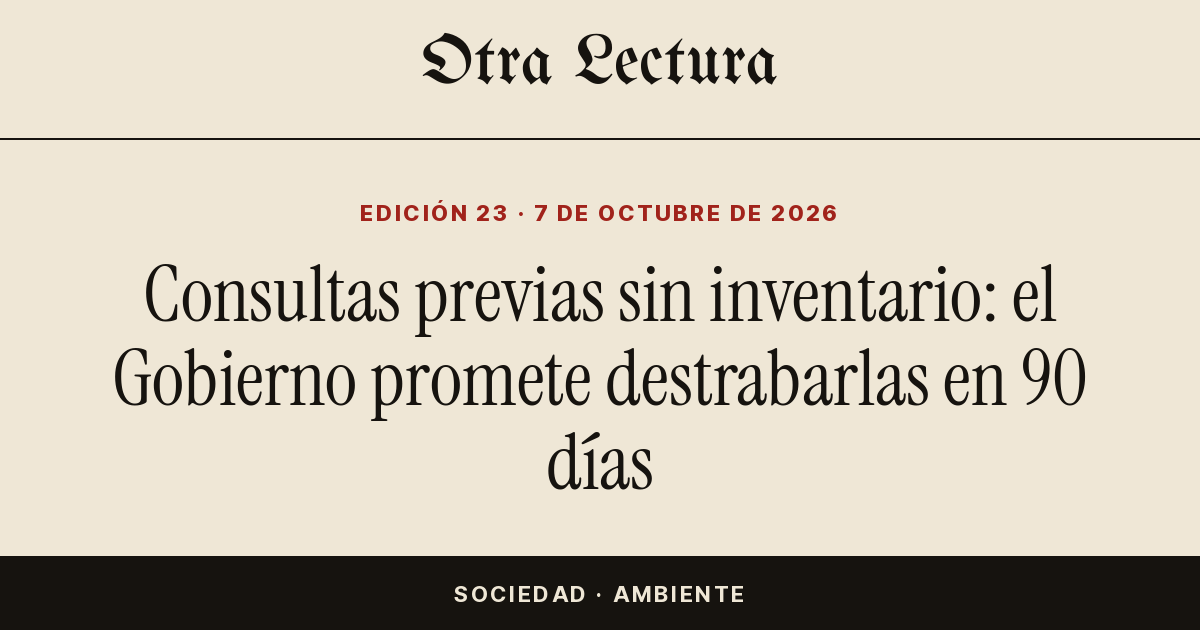 Otra Lectura
EDICIÓN 23 · 7 DE OCTUBRE DE 2026
Consultas previas sin inventario: el
Gobierno promete destrabarlas en 90
días
SOCIEDAD · AMBIENTE